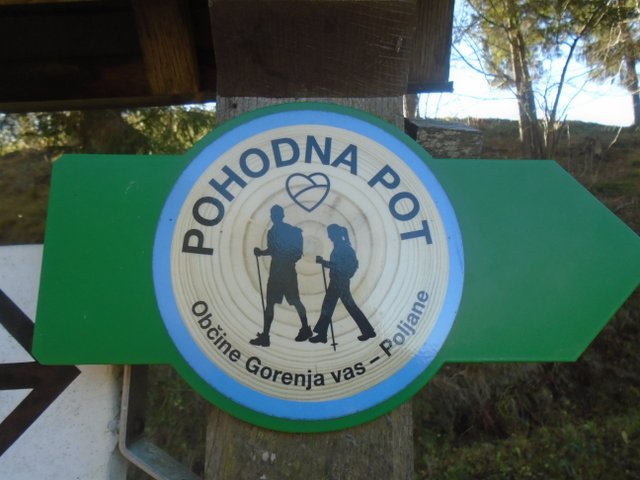 POHODNA POT
Občine Gorenja vas – Poljane